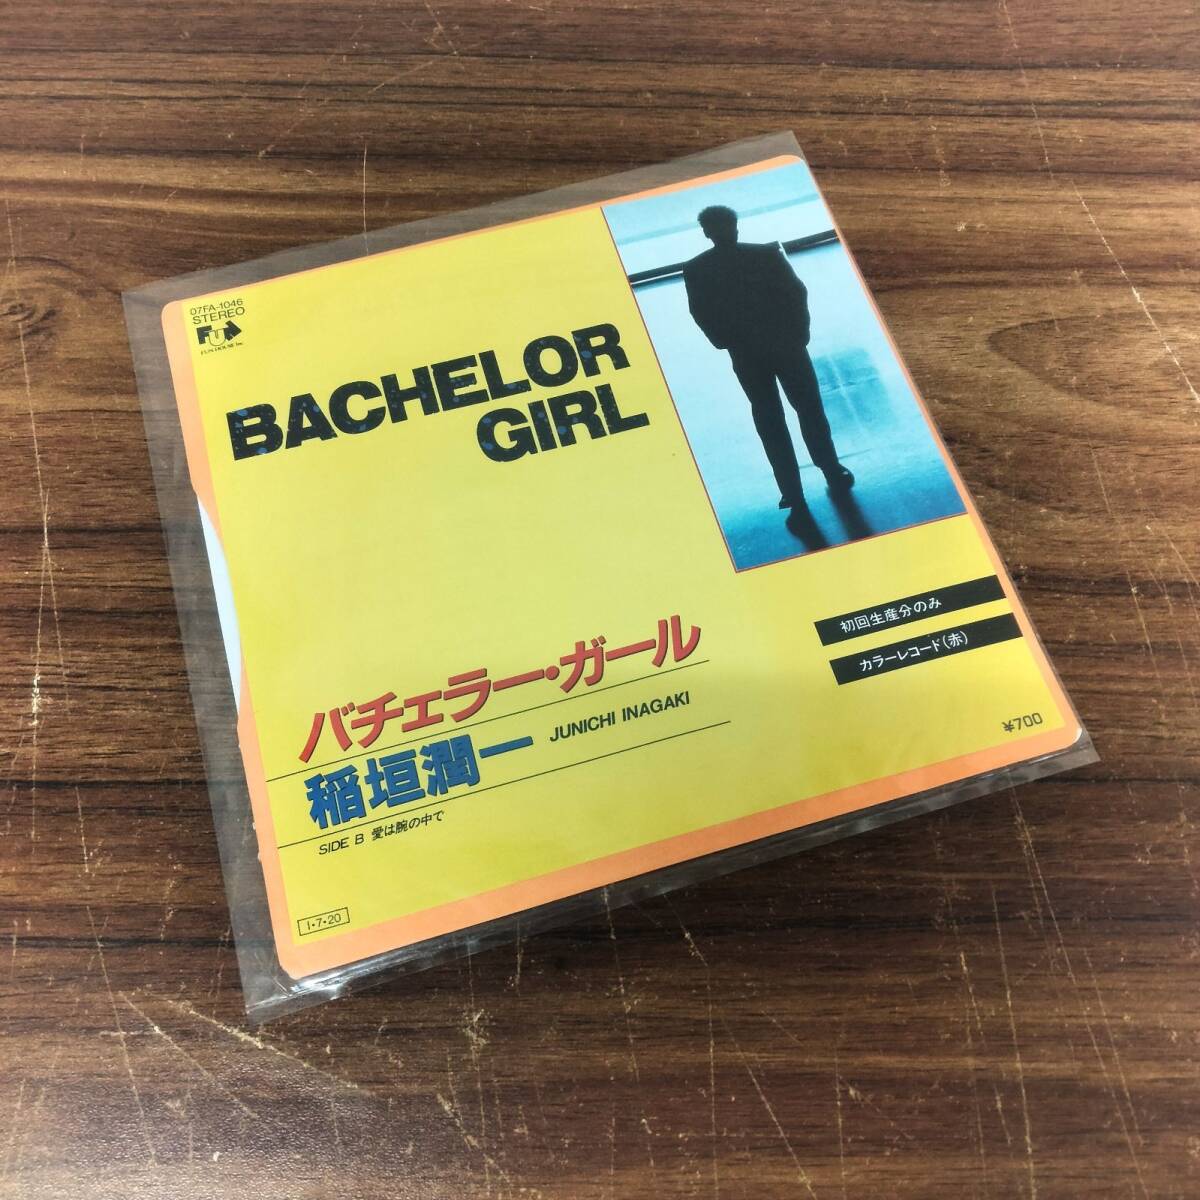 07FA-1046
STEREO
FUN
FUN HOUSE Inc.
BACHELOR
GIRL
初回生産分のみ
カラーレコード(赤)
バチェラー・ガール
稲垣潤一
JUNICHI INAGAKI
¥700
SIDE B 愛は腕の中で
I・7・20